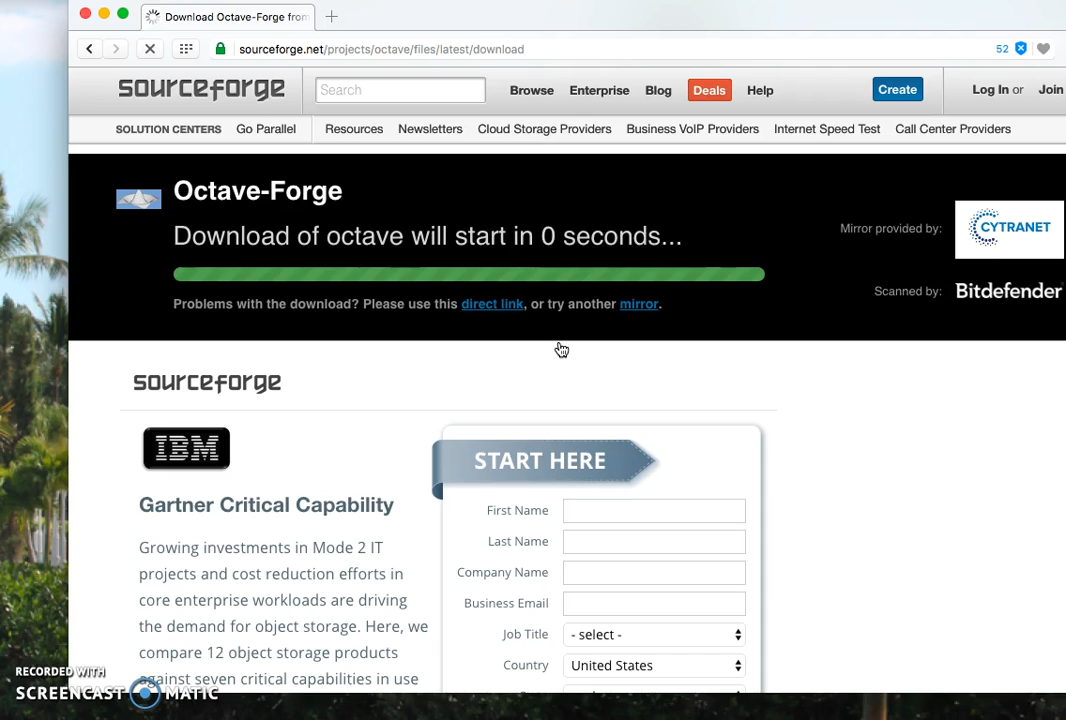 Download Octave-Forge from
sourceforge.net/projects/octave/files/latest/download
52
sourceforge
Search
Browse
Enterprise
Blog
Deals
Help
Create
Log In or
Join
SOLUTION CENTERS
Go Parallel
Resources
Newsletters
Cloud Storage Providers
Business VoIP Providers
Internet Speed Test
Call Center Providers
Octave-Forge
Download of octave will start in 0 seconds...
Mirror provided by:
CYTRANET
Problems with the download? Please use this direct link, or try another mirror.
Scanned by:
Bitdefender
sourceforge
IBM
START HERE
Gartner Critical Capability
Growing investments in Mode 2 IT
projects and cost reduction efforts in
core enterprise workloads are driving
the demand for object storage. Here, we
compare 12 object storage products
against seven critical capabilities in use
First Name
Last Name
Company Name
Business Email
Job Title
- select -
Country
United States
RECORDED WITH
SCREENCAST MATIC